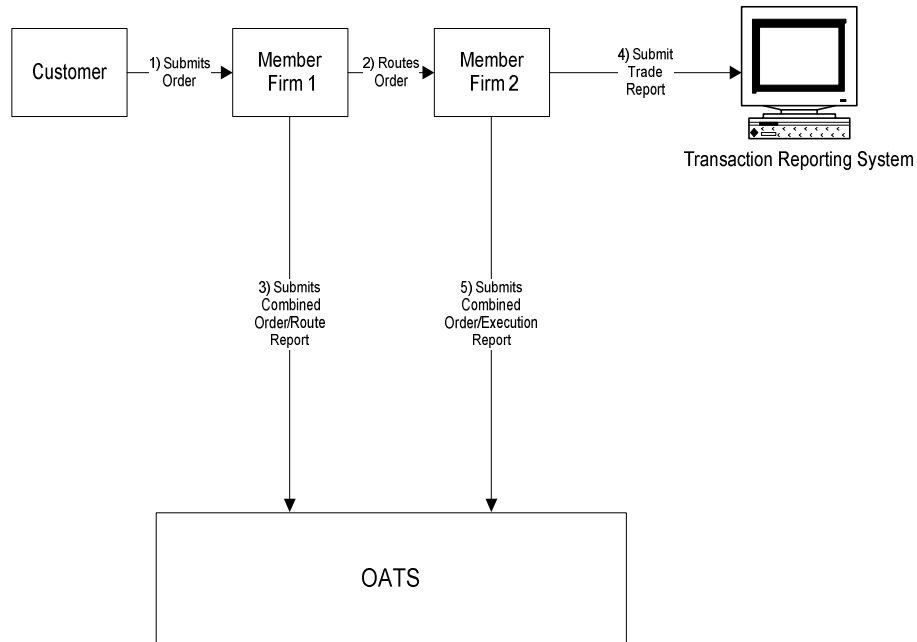 Customer
1) Submits
Order
Member
Firm 1
2) Routes
Order
Member
Firm 2
4) Submit
Trade
Report
Transaction Reporting System
3) Submits
Combined
Order/Route
Report
5) Submits
Combined
Order/Execution
Report
OATS